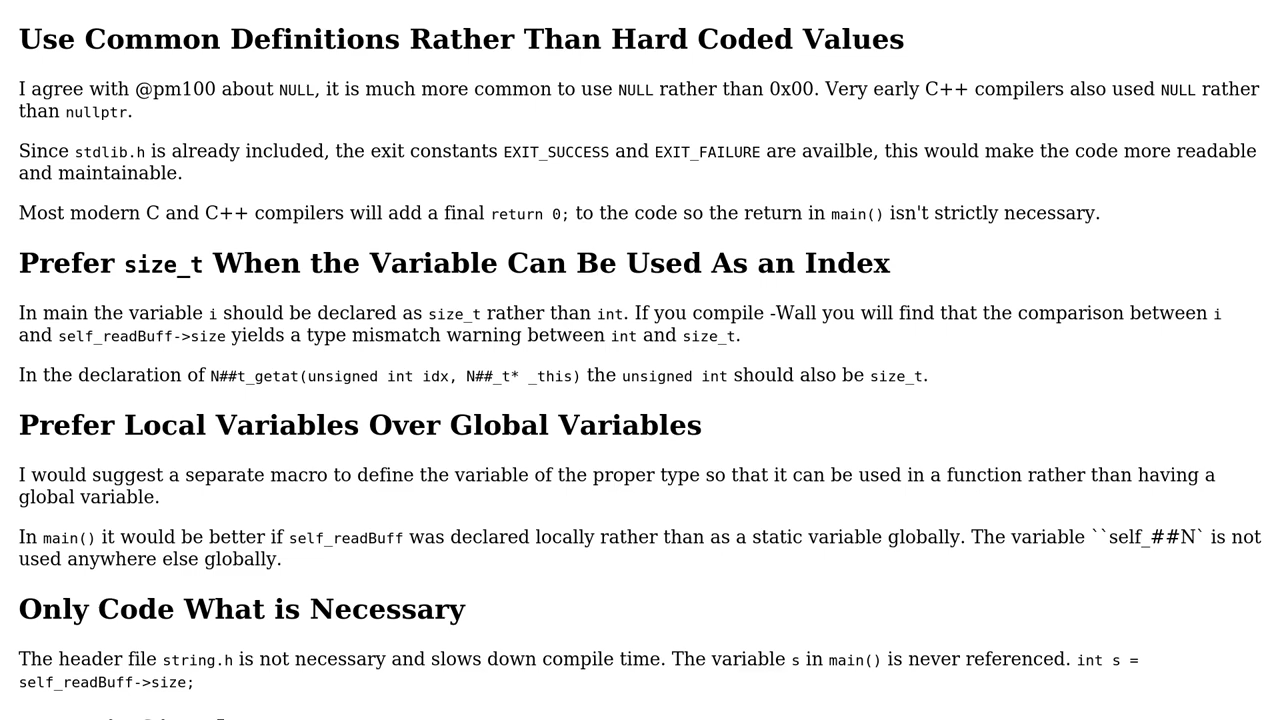 Use Common Definitions Rather Than Hard Coded Values
I agree with @pm100 about NULL, it is much more common to use NULL rather than 0x00. Very early C++ compilers also used NULL rather
than nullptr.
Since stdlib.h is already included, the exit constants EXIT_SUCCESS and EXIT_FAILURE are availble, this would make the code more readable
and maintainable.
Most modern C and C++ compilers will add a final return 0; to the code so the return in main() isn't strictly necessary.
Prefer size_t When the Variable Can Be Used As an Index
In main the variable i should be declared as size_t rather than int. If you compile -Wall you will find that the comparison between i
and self_readBuff->size yields a type mismatch warning between int and size_t.
In the declaration of N##t_getat(unsigned int idx, N##_t* _this) the unsigned int should also be size_t.
Prefer Local Variables Over Global Variables
I would suggest a separate macro to define the variable of the proper type so that it can be used in a function rather than having a
global variable.
In main() it would be better if self_readBuff was declared locally rather than as a static variable globally. The variable ``self_##N` is not
used anywhere else globally.
Only Code What is Necessary
The header file string.h is not necessary and slows down compile time. The variable s in main() is never referenced. int s =
self_readBuff->size;